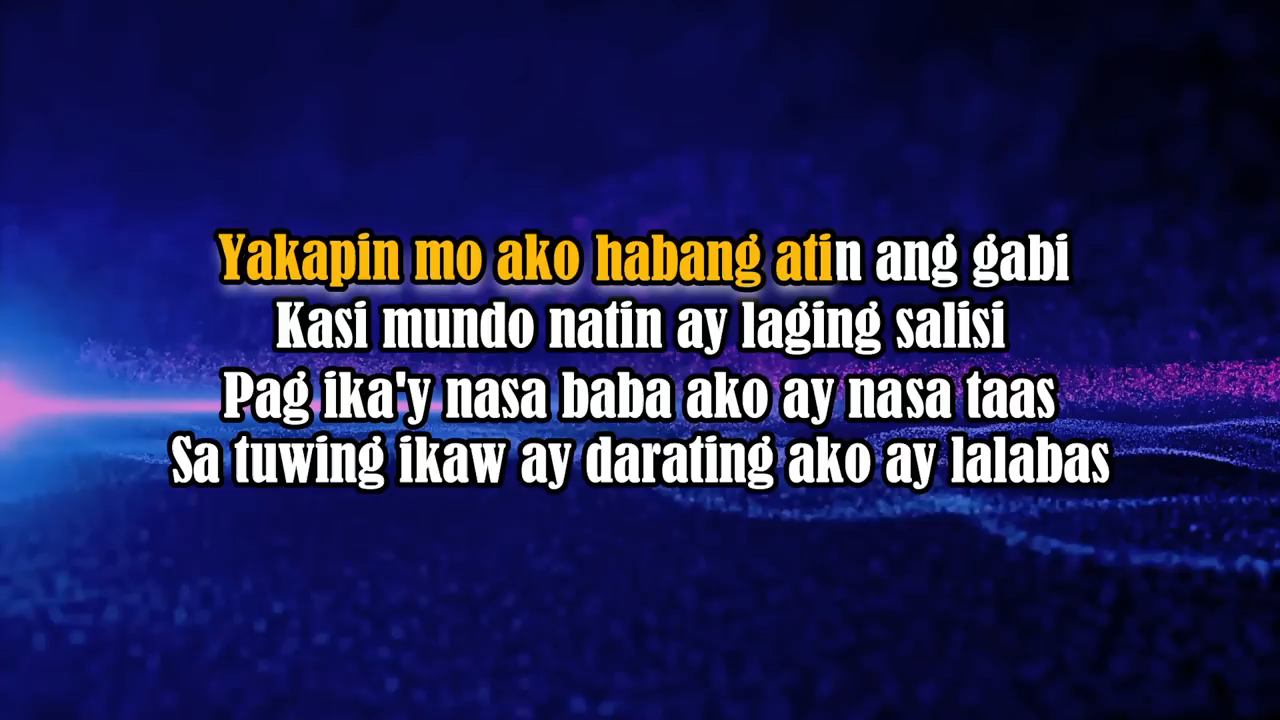 Yakapin mo ako habang atin ang gabi
Kasi mundo natin ay laging salisi
Pag ika'y nasa baba ako ay nasa taas
Sa tuwing ikaw ay darating ako ay lalabas